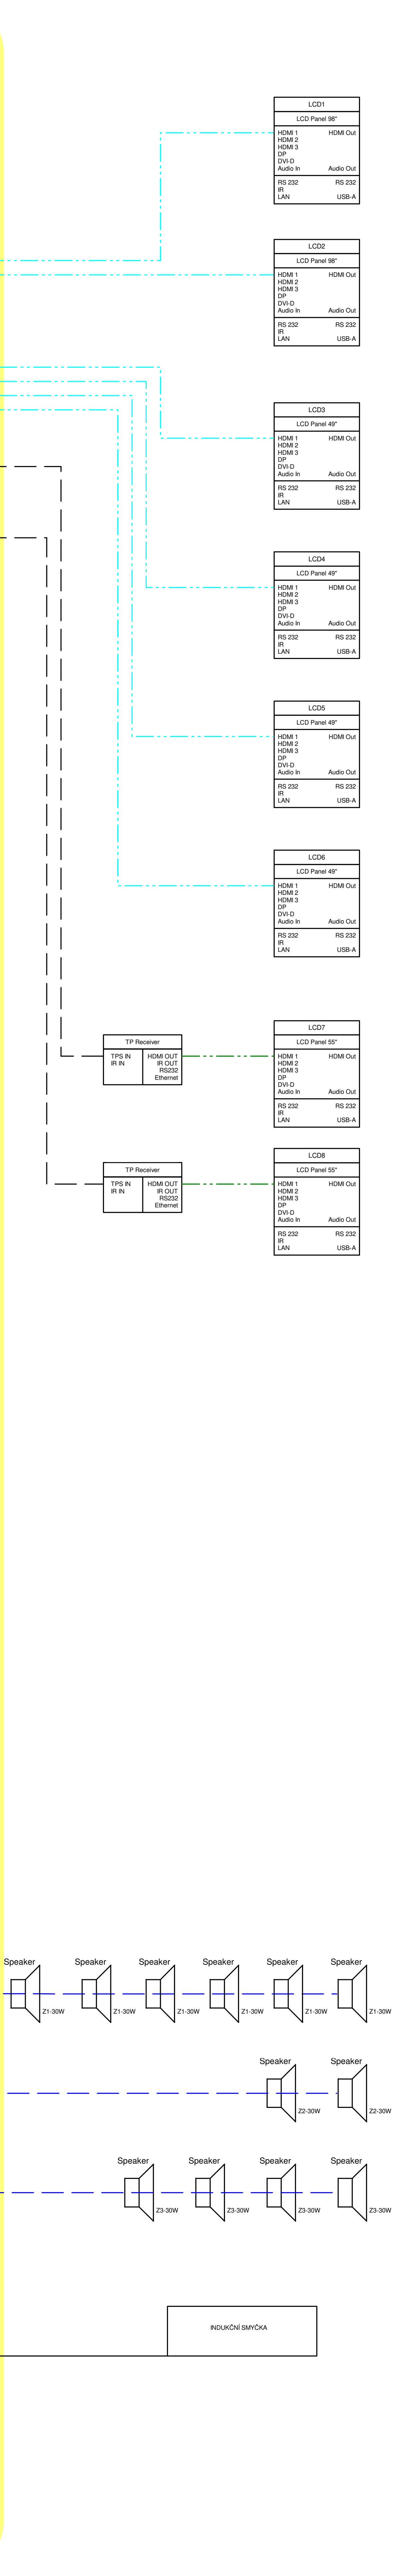 LCD1
LCD Panel 98"
HDMI 1 HDMI Out
HDMI 2
HDMI 3
DP
DVI-D
Audio In Audio Out
RS 232 RS 232
IR
LAN USB-A
LCD2
LCD Panel 98"
HDMI 1 HDMI Out
HDMI 2
HDMI 3
DP
DVI-D
Audio In Audio Out
RS 232 RS 232
IR
LAN USB-A
LCD3
LCD Panel 49"
HDMI 1 HDMI Out
HDMI 2
HDMI 3
DP
DVI-D
Audio In Audio Out
RS 232 RS 232
IR
LAN USB-A
LCD4
LCD Panel 49"
HDMI 1 HDMI Out
HDMI 2
HDMI 3
DP
DVI-D
Audio In Audio Out
RS 232 RS 232
IR
LAN USB-A
LCD5
LCD Panel 49"
HDMI 1 HDMI Out
HDMI 2
HDMI 3
DP
DVI-D
Audio In Audio Out
RS 232 RS 232
IR
LAN USB-A
LCD6
LCD Panel 49"
HDMI 1 HDMI Out
HDMI 2
HDMI 3
DP
DVI-D
Audio In Audio Out
RS 232 RS 232
IR
LAN USB-A
TP Receiver
TPS IN HDMI OUT
IR IN IR OUT
RS232
Ethernet
LCD7
LCD Panel 55"
HDMI 1 HDMI Out
HDMI 2
HDMI 3
DP
DVI-D
Audio In Audio Out
RS 232 RS 232
IR
LAN USB-A
TP Receiver
TPS IN HDMI OUT
IR IN IR OUT
RS232
Ethernet
LCD8
LCD Panel 55"
HDMI 1 HDMI Out
HDMI 2
HDMI 3
DP
DVI-D
Audio In Audio Out
RS 232 RS 232
IR
LAN USB-A
Speaker Speaker Speaker Speaker Speaker Speaker
Z1-30W Z1-30W Z1-30W Z1-30W Z1-30W Z1-30W
Speaker Speaker
Z2-30W Z2-30W
Speaker Speaker Speaker Speaker
Z3-30W Z3-30W Z3-30W Z3-30W
INDUKČNÍ SMYČKA